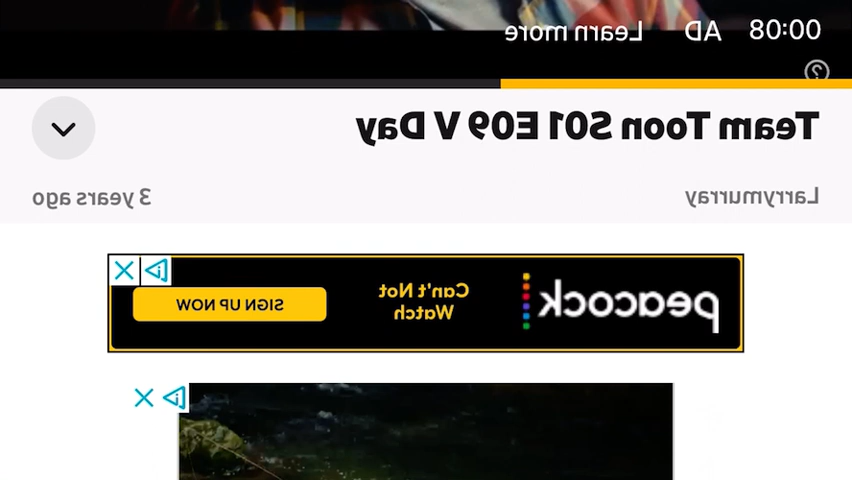 00:08 AD Learn more
Team Toon S01 E09 V Day
Larrymurray
3 years ago
peacock
Can't Not
Watch
SIGN UP NOW